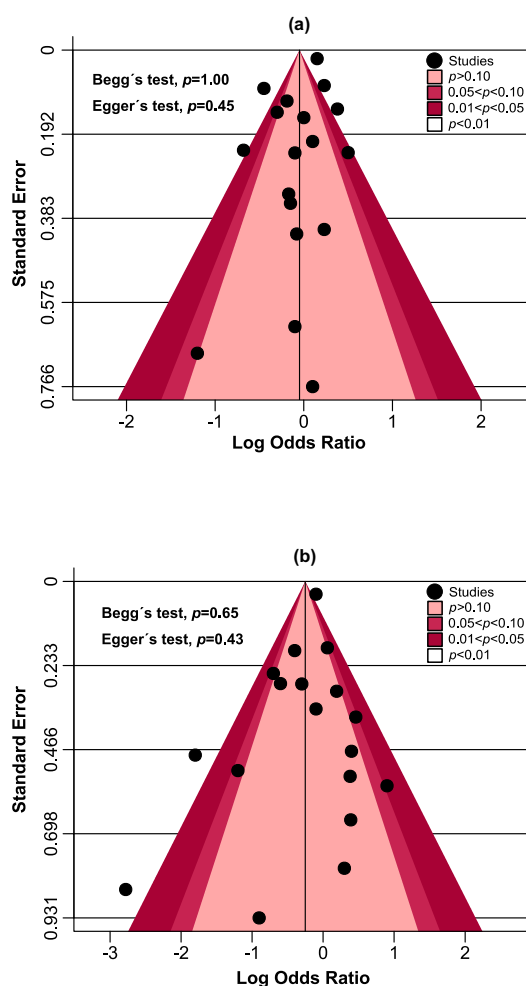 (a)
Begg´s test, p=1.00
Egger´s test, p=0.45
Studies
p>0.10
0.05<p<0.10
0.01<p<0.05
p<0.01
Standard Error
0
0.192
0.383
0.575
0.766
-2 -1 0 1 2
Log Odds Ratio
(b)
Begg´s test, p=0.65
Egger´s test, p=0.43
Studies
p>0.10
0.05<p<0.10
0.01<p<0.05
p<0.01
Standard Error
0
0.233
0.466
0.698
0.931
-3 -2 -1 0 1 2
Log Odds Ratio